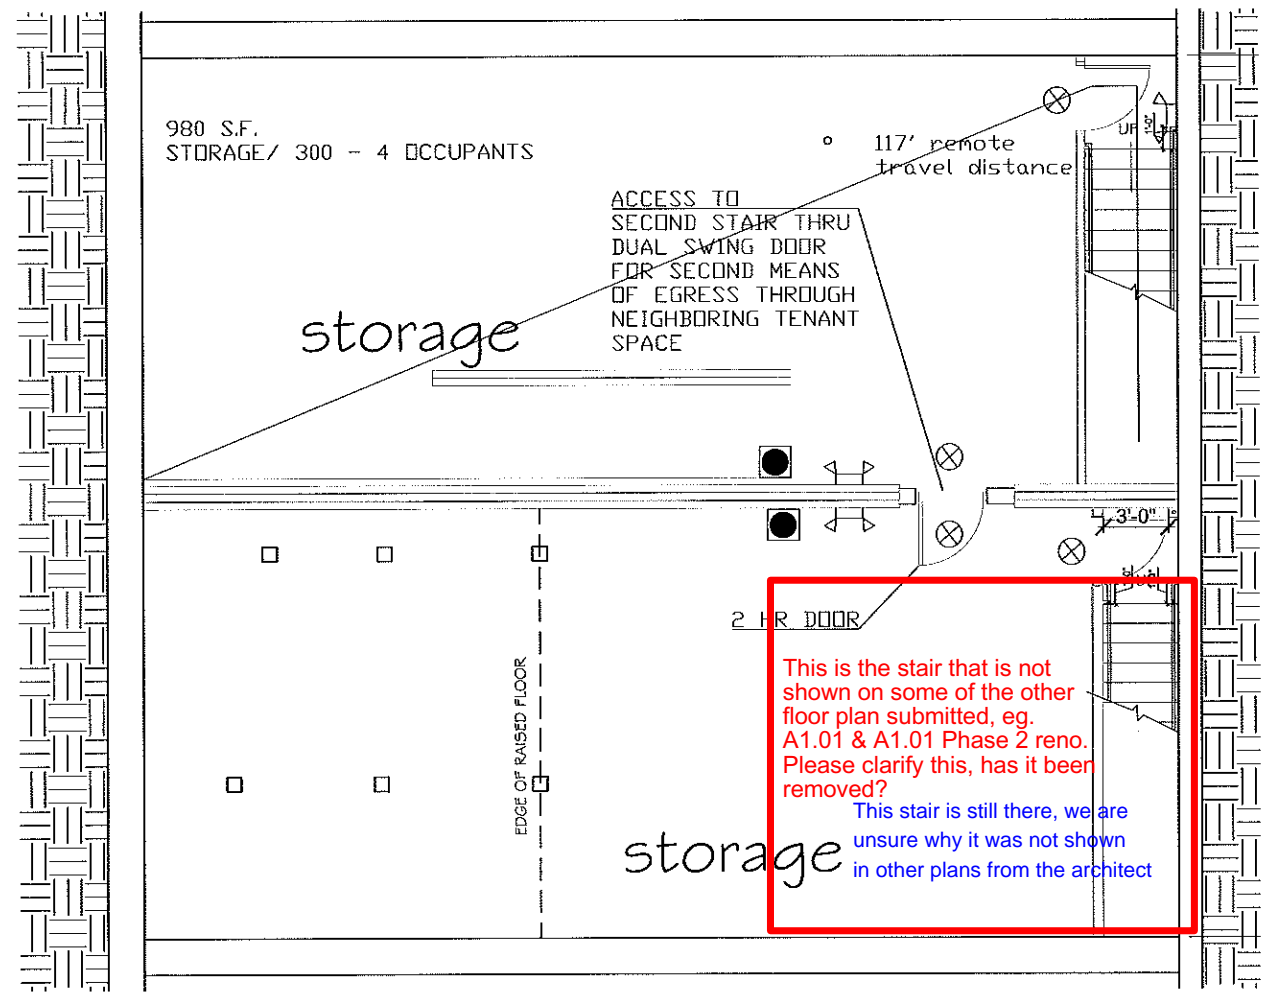 980 S.F.
STORAGE/ 300 - 4 OCCUPANTS
117' remote
travel distance
UP
ACCESS TO
SECOND STAIR THRU
DUAL SWING DOOR
FOR SECOND MEANS
OF EGRESS THROUGH
NEIGHBORING TENANT
SPACE
storage
3'-0"
2 HR DOOR
EDGE OF RAISED FLOOR
This is the stair that is not
shown on some of the other
floor plan submitted, eg.
A1.01 & A1.01 Phase 2 reno.
Please clarify this, has it been
removed?
This stair is still there, we are
unsure why it was not shown
in other plans from the architect
storage